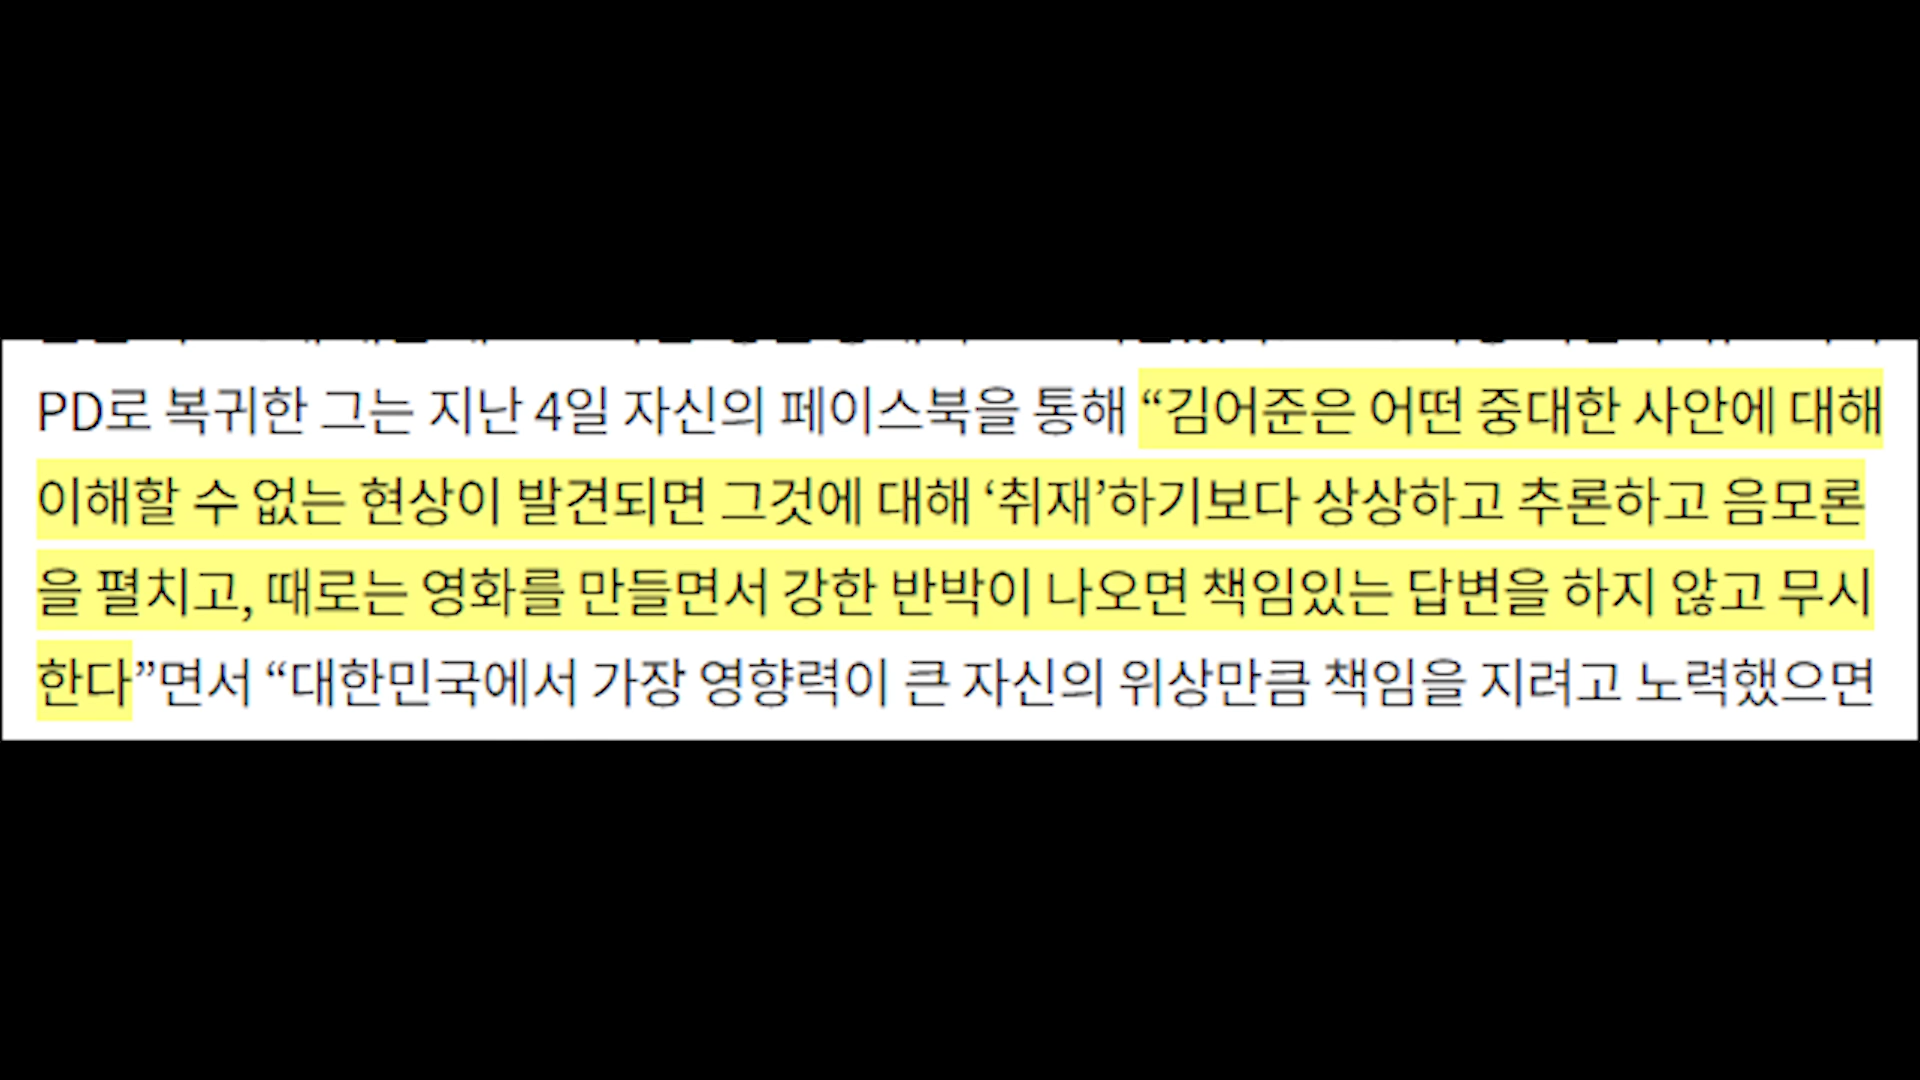 PD로 복귀한 그는 지난 4일 자신의 페이스북을 통해 “김어준은 어떤 중대한 사안에 대해
이해할 수 없는 현상이 발견되면 그것에 대해 ‘취재’하기보다 상상하고 추론하고 음모론
을 펼치고, 때로는 영화를 만들면서 강한 반박이 나오면 책임있는 답변을 하지 않고 무시
한다”면서 “대한민국에서 가장 영향력이 큰 자신의 위상만큼 책임을 지려고 노력했으면